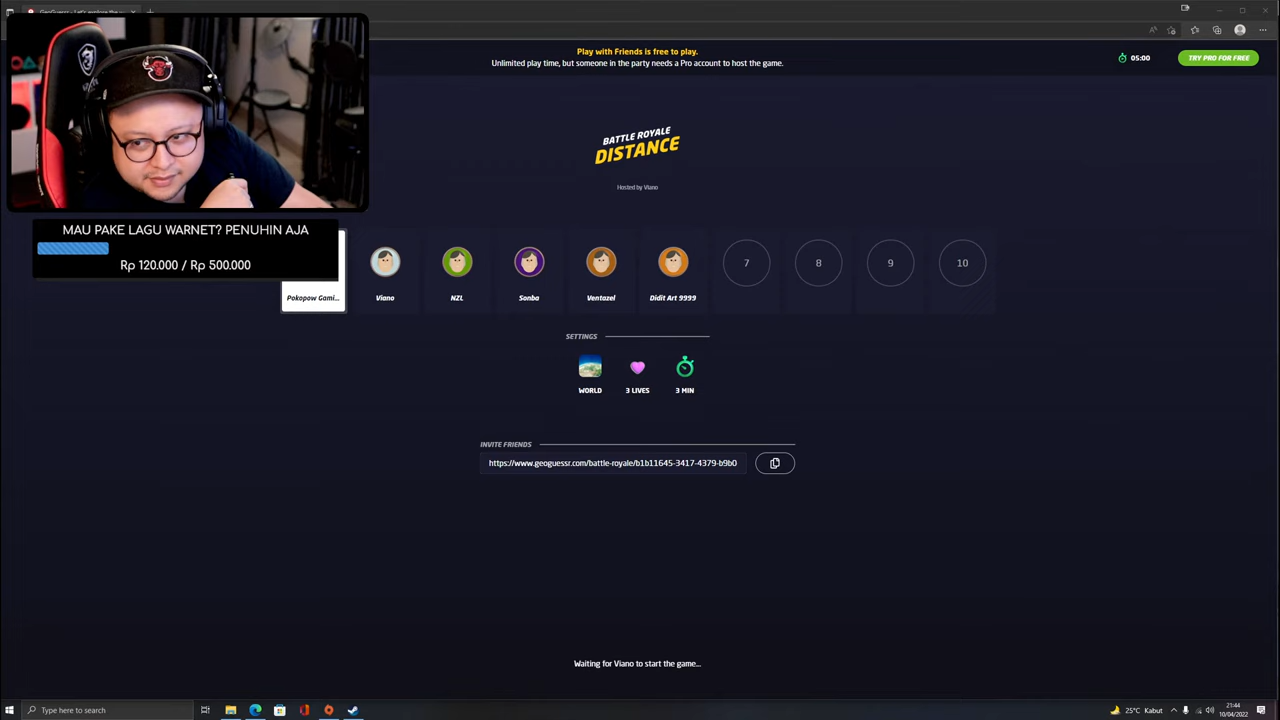 Play with Friends is free to play.
Unlimited play time, but someone in the party needs a Pro account to host the game.
05:00
TRY PRO FOR FREE
BATTLE ROYALE
DISTANCE
Hosted by Viano
MAU PAKE LAGU WARNET? PENUHIN AJA
Rp 120.000 / Rp 500.000
Pokopow Gami...
Viano
NZL
Sonba
Ventazel
Didit Art 9999
7
8
9
10
SETTINGS
WORLD
3 LIVES
3 MIN
INVITE FRIENDS
https://www.geoguessr.com/battle-royale/b1b11645-3417-4379-b9b0
Waiting for Viano to start the game...
Type here to search
25°C Kabut
21:44
10/04/2022